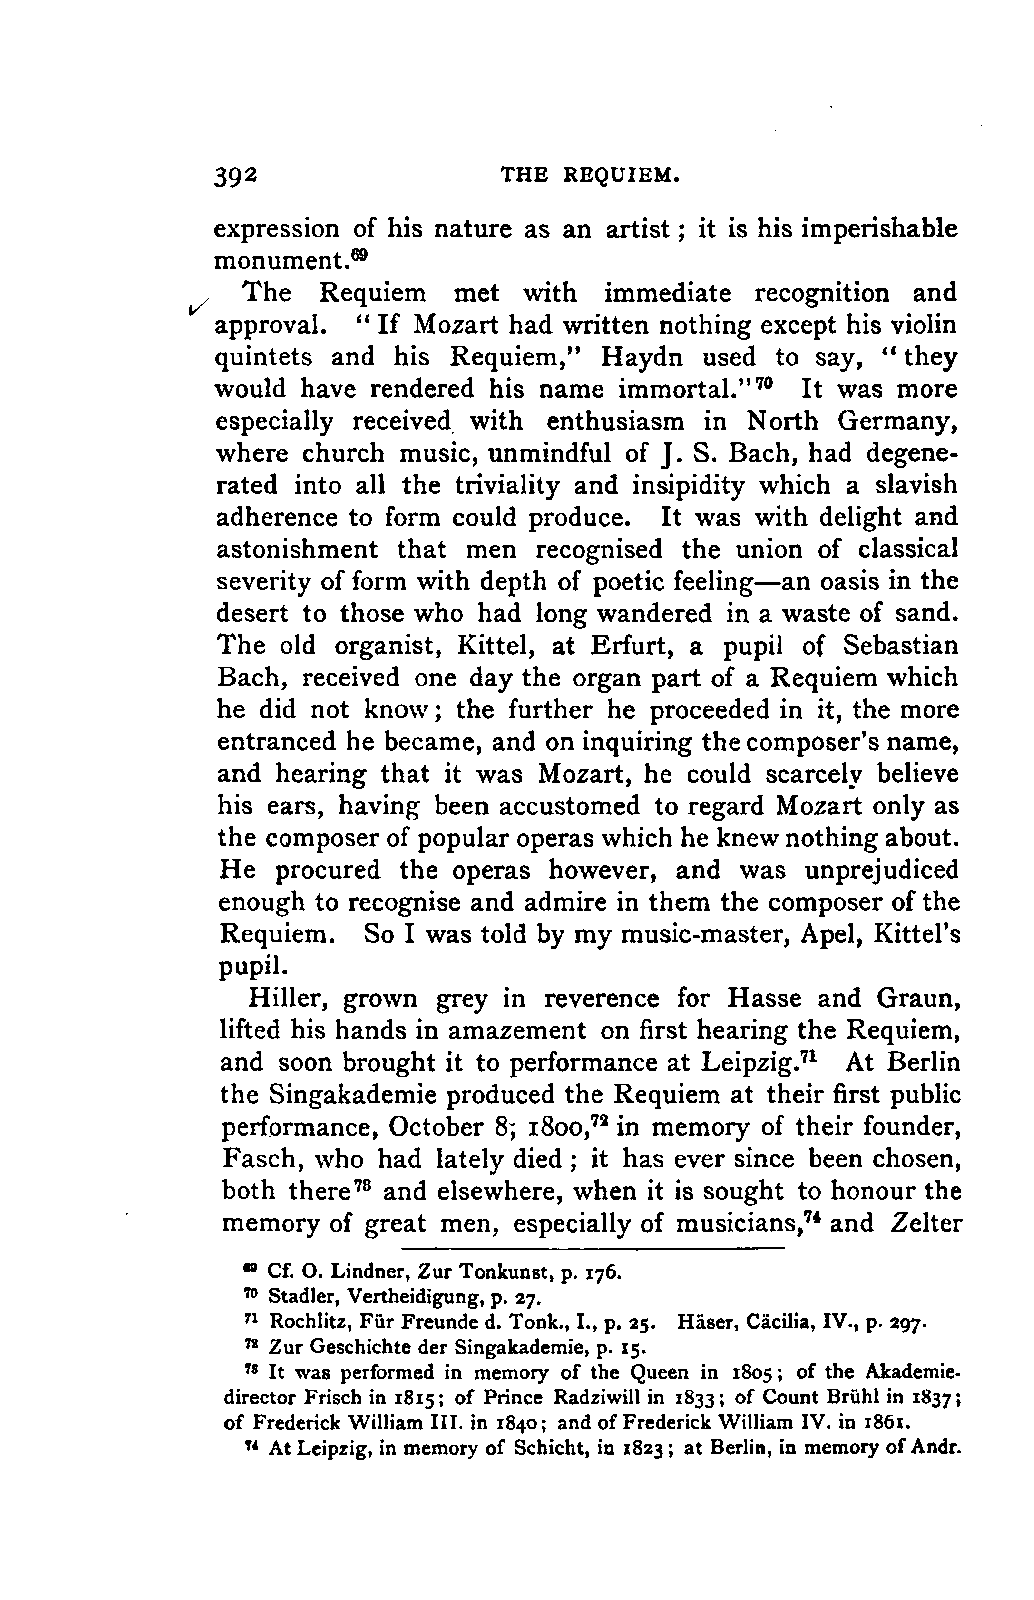 392 THE REQUIEM.
expression of his nature as an artist ; it is his imperishable
monument.⁶⁹
The Requiem met with immediate recognition and
approval. “ If Mozart had written nothing except his violin
quintets and his Requiem,” Haydn used to say, “ they
would have rendered his name immortal.”⁷⁰ It was more
especially received with enthusiasm in North Germany,
where church music, unmindful of J. S. Bach, had degene-
rated into all the triviality and insipidity which a slavish
adherence to form could produce. It was with delight and
astonishment that men recognised the union of classical
severity of form with depth of poetic feeling—an oasis in the
desert to those who had long wandered in a waste of sand.
The old organist, Kittel, at Erfurt, a pupil of Sebastian
Bach, received one day the organ part of a Requiem which
he did not know ; the further he proceeded in it, the more
entranced he became, and on inquiring the composer's name,
and hearing that it was Mozart, he could scarcely believe
his ears, having been accustomed to regard Mozart only as
the composer of popular operas which he knew nothing about.
He procured the operas however, and was unprejudiced
enough to recognise and admire in them the composer of the
Requiem. So I was told by my music-master, Apel, Kittel's
pupil.
Hiller, grown grey in reverence for Hasse and Graun,
lifted his hands in amazement on first hearing the Requiem,
and soon brought it to performance at Leipzig.⁷¹ At Berlin
the Singakademie produced the Requiem at their first public
performance, October 8; 1800,⁷² in memory of their founder,
Fasch, who had lately died ; it has ever since been chosen,
both there⁷³ and elsewhere, when it is sought to honour the
memory of great men, especially of musicians,⁷⁴ and Zelter
⁶⁹ Cf. O. Lindner, Zur Tonkunst, p. 176.
⁷⁰ Stadler, Vertheidigung, p. 27.
⁷¹ Rochlitz, Für Freunde d. Tonk., I., p. 25. Häser, Cäcilia, IV., p. 297.
⁷² Zur Geschichte der Singakademie, p. 15.
⁷³ It was performed in memory of the Queen in 1805 ; of the Akademie-
director Frisch in 1815 ; of Prince Radziwill in 1833 ; of Count Brühl in 1837 ;
of Frederick William III. in 1840 ; and of Frederick William IV. in 1861.
⁷⁴ At Leipzig, in memory of Schicht, in 1823 ; at Berlin, in memory of Andr.